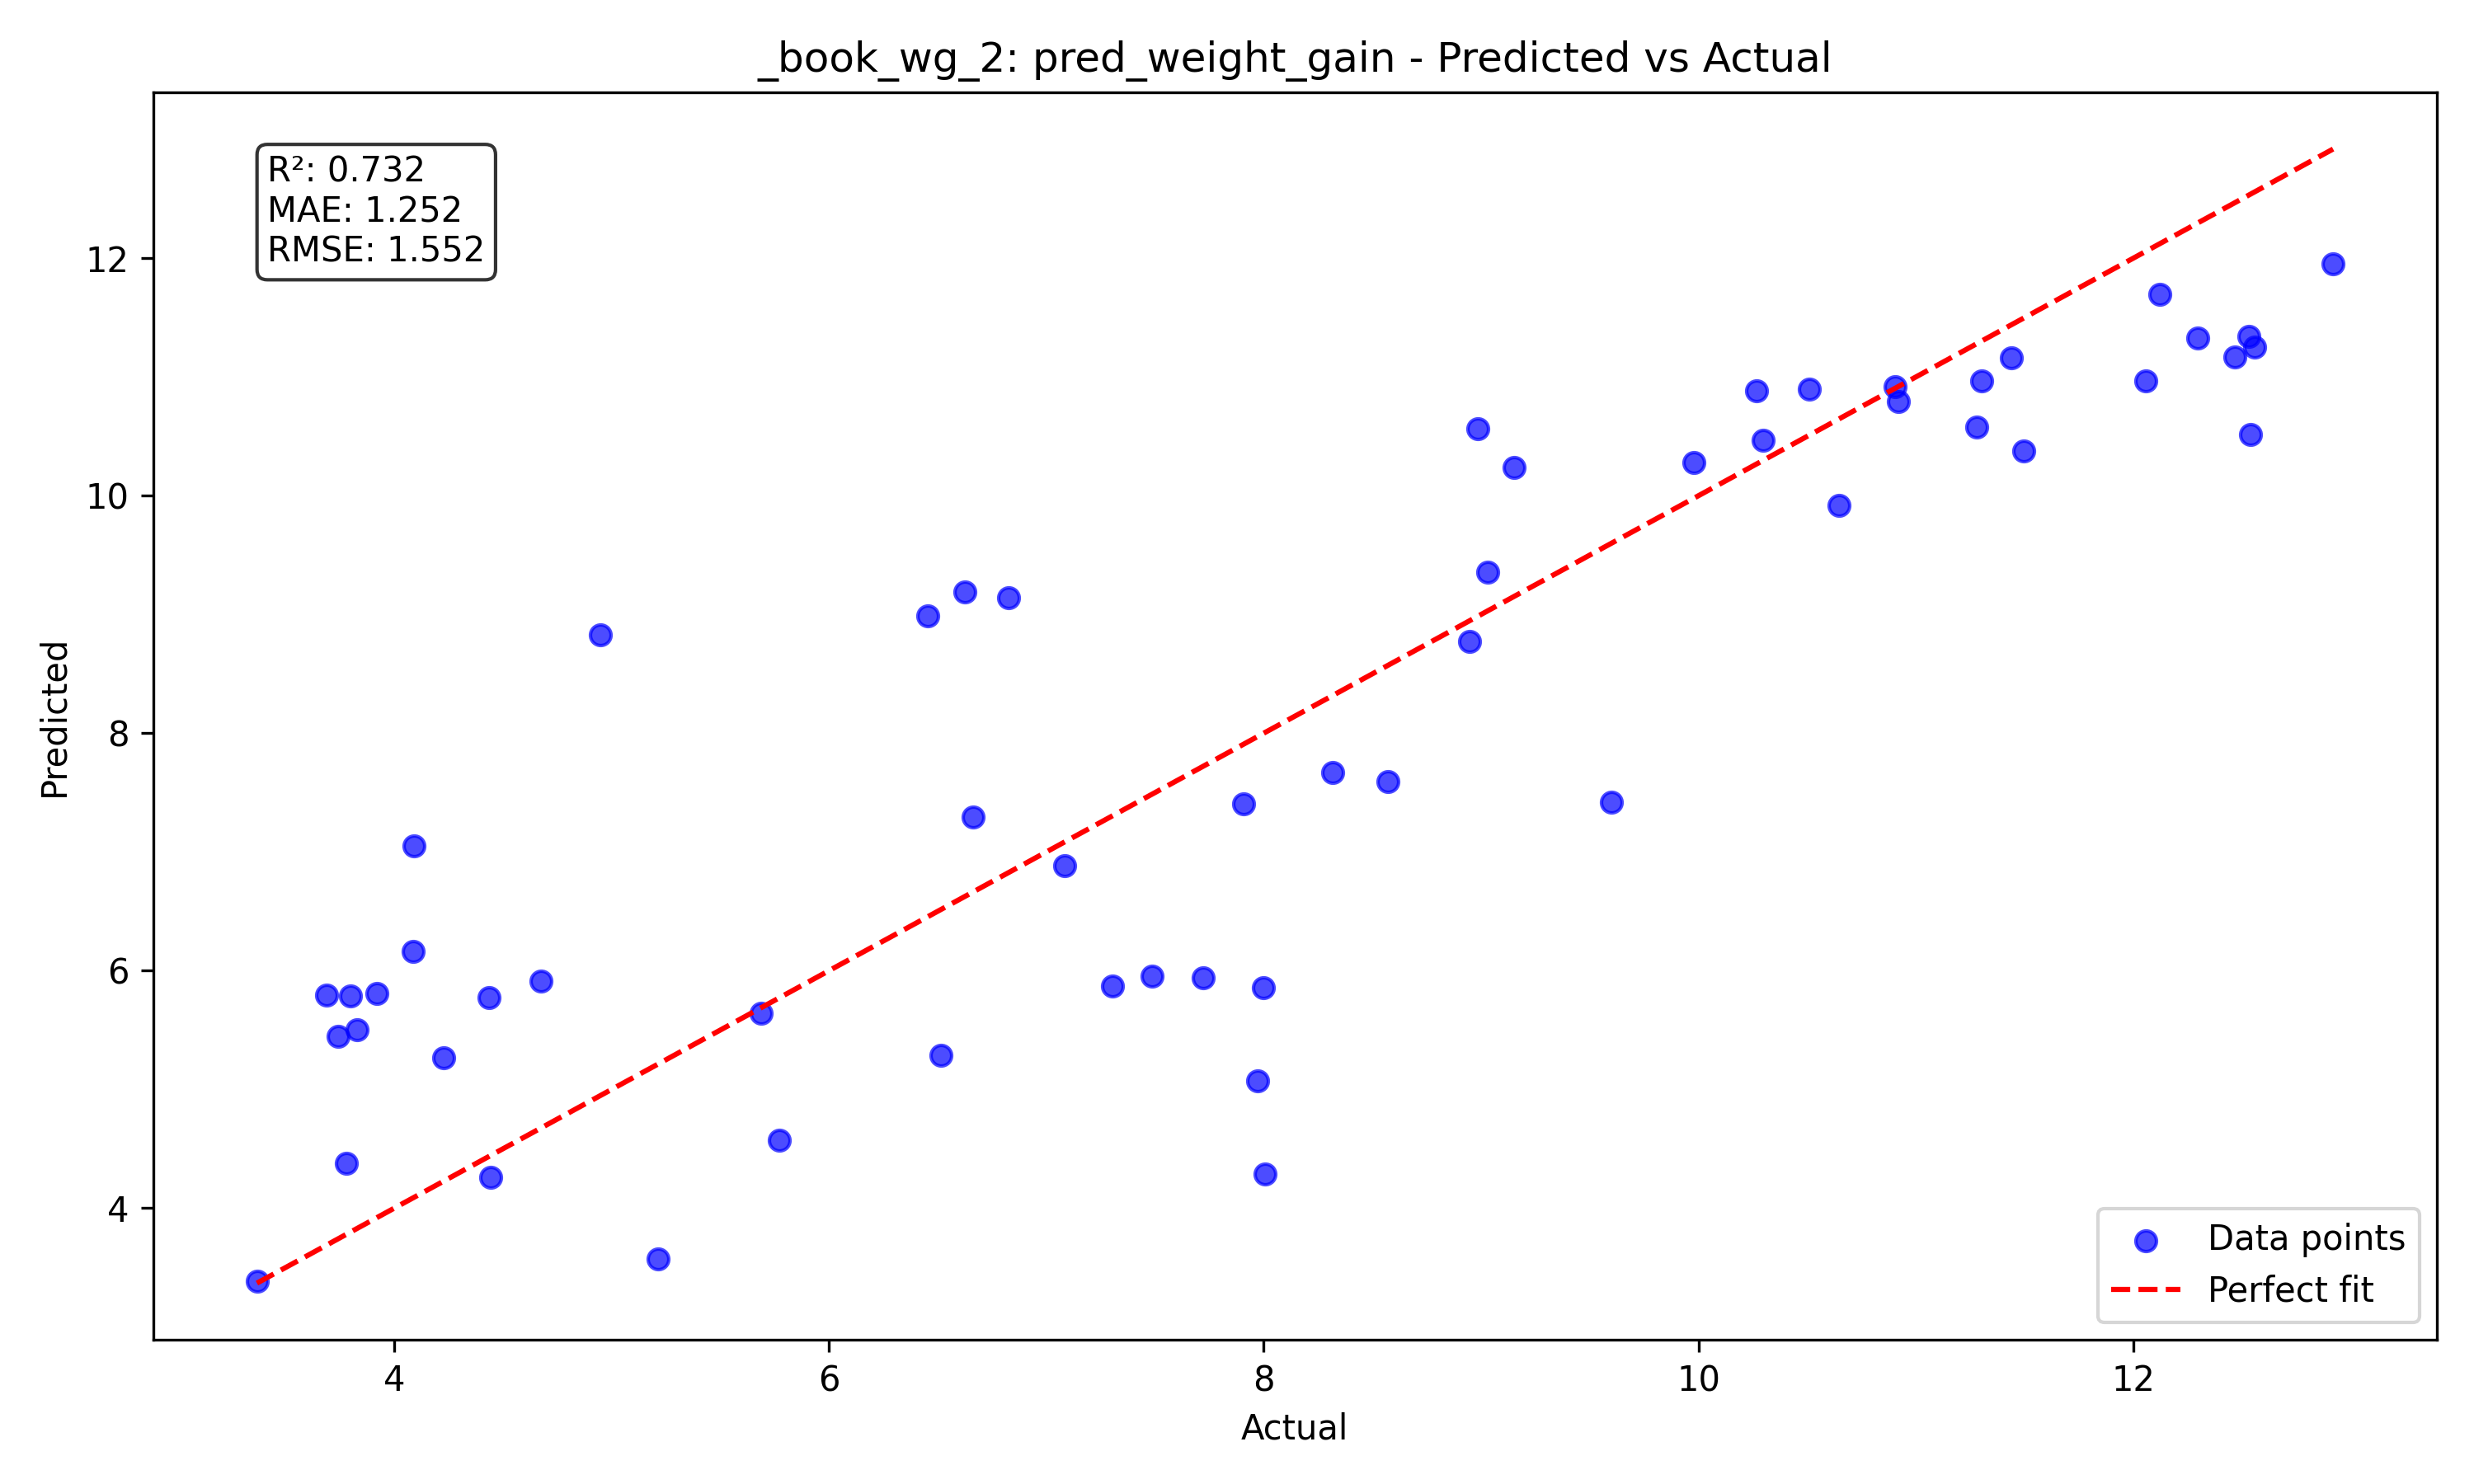 _book_wg_2: pred_weight_gain - Predicted vs Actual
R²: 0.732
MAE: 1.252
RMSE: 1.552
12
10
8
6
4
Predicted
4 6 8 10 12
Actual
Data points
Perfect fit